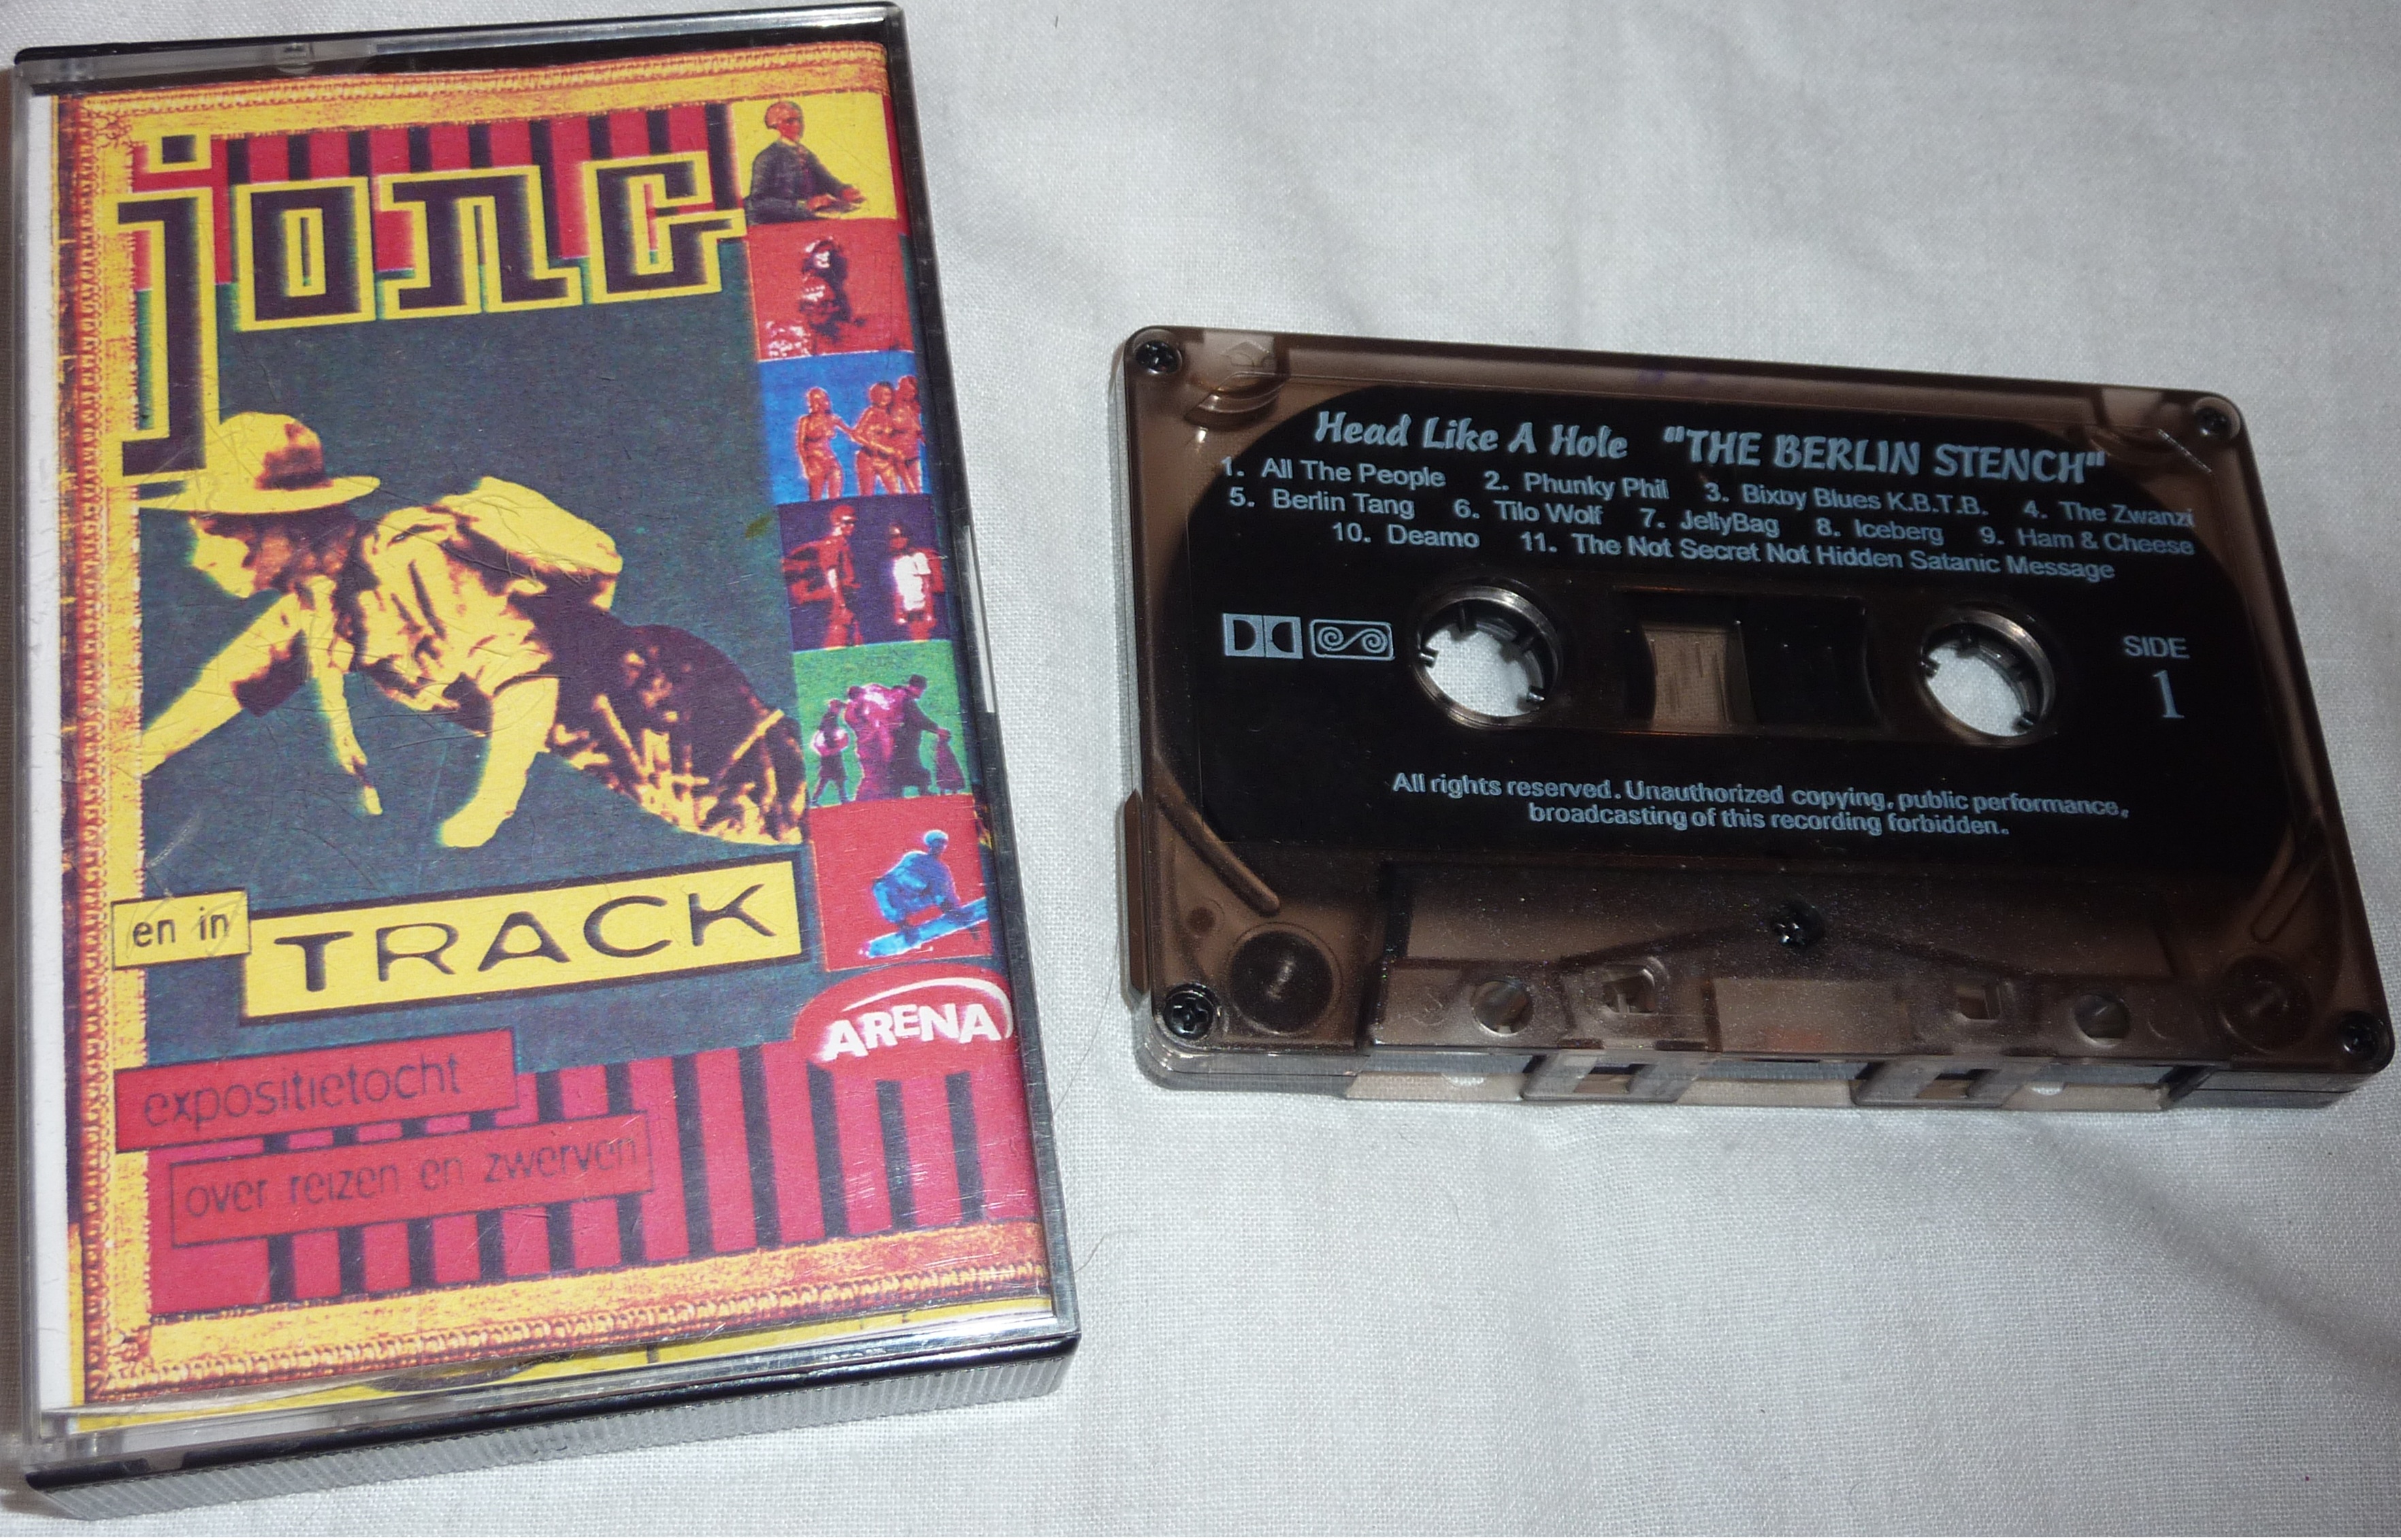 jong
en in
TRACK
ARENA
expositietocht
over reizen en zwerven
Head Like A Hole "THE BERLIN STENCH"
1. All The People 2. Phunky Phil 3. Bixby Blues K.B.T.B. 4. The Zwanzi
5. Berlin Tang 6. Tilo Wolf 7. JellyBag 8. Iceberg 9. Ham & Cheese
10. Deamo 11. The Not Secret Not Hidden Satanic Message
SIDE
1
All rights reserved. Unauthorized copying, public performance,
broadcasting of this recording forbidden.